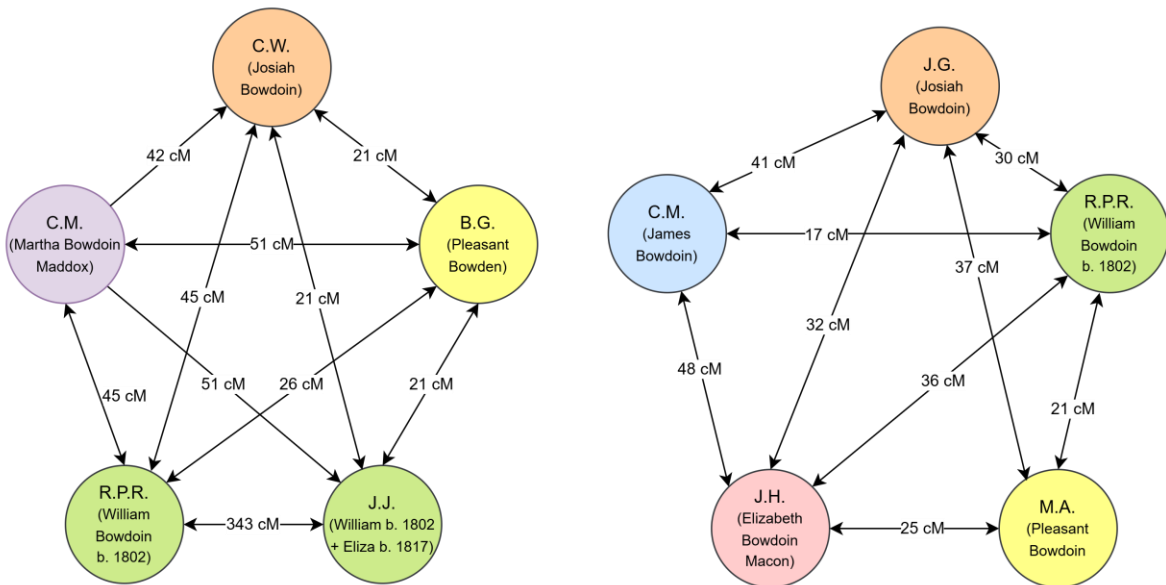 C.W.
(Josiah
Bowdoin)
42 cM
21 cM
C.M.
(Martha Bowdoin
Maddox)
51 cM
B.G.
(Pleasant
Bowden)
45 cM
21 cM
45 cM
51 cM
26 cM
21 cM
R.P.R.
(William
Bowdoin
b. 1802)
343 cM
J.J.
(William b. 1802
+ Eliza b. 1817)
J.G.
(Josiah
Bowdoin)
41 cM
30 cM
C.M.
(James
Bowdoin)
17 cM
R.P.R.
(William
Bowdoin
b. 1802)
37 cM
32 cM
48 cM
36 cM
21 cM
J.H.
(Elizabeth
Bowdoin
Macon)
25 cM
M.A.
(Pleasant
Bowdoin